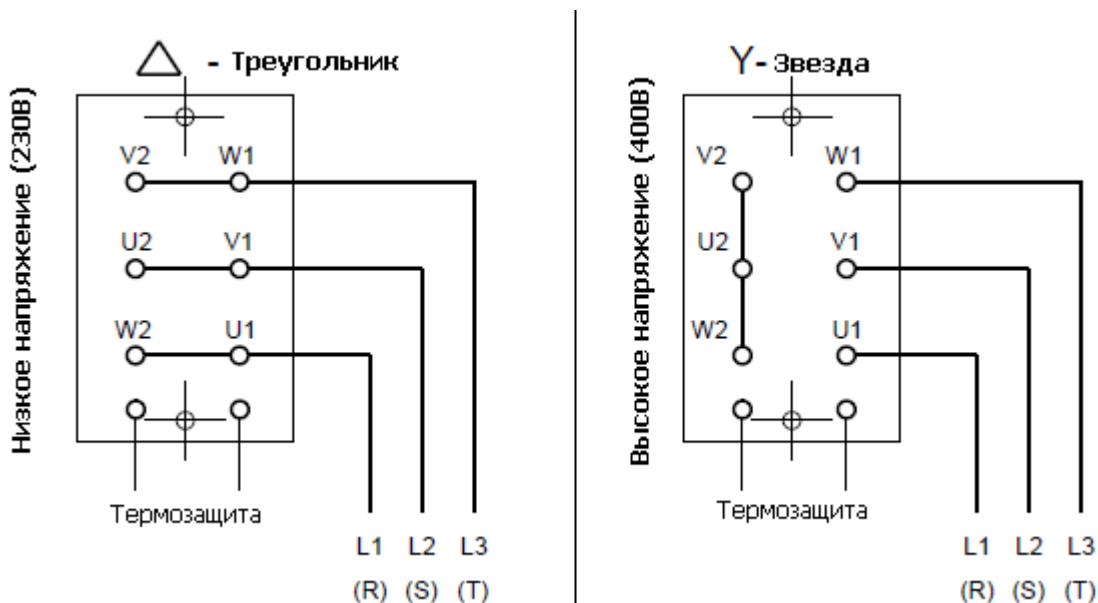 △ - Треугольник
Низкое напряжение (230В)
V2 W1
U2 V1
W2 U1
Термозащита
L1 L2 L3
(R) (S) (T)
Y- Звезда
Высокое напряжение (400В)
V2 W1
U2 V1
W2 U1
Термозащита
L1 L2 L3
(R) (S) (T)